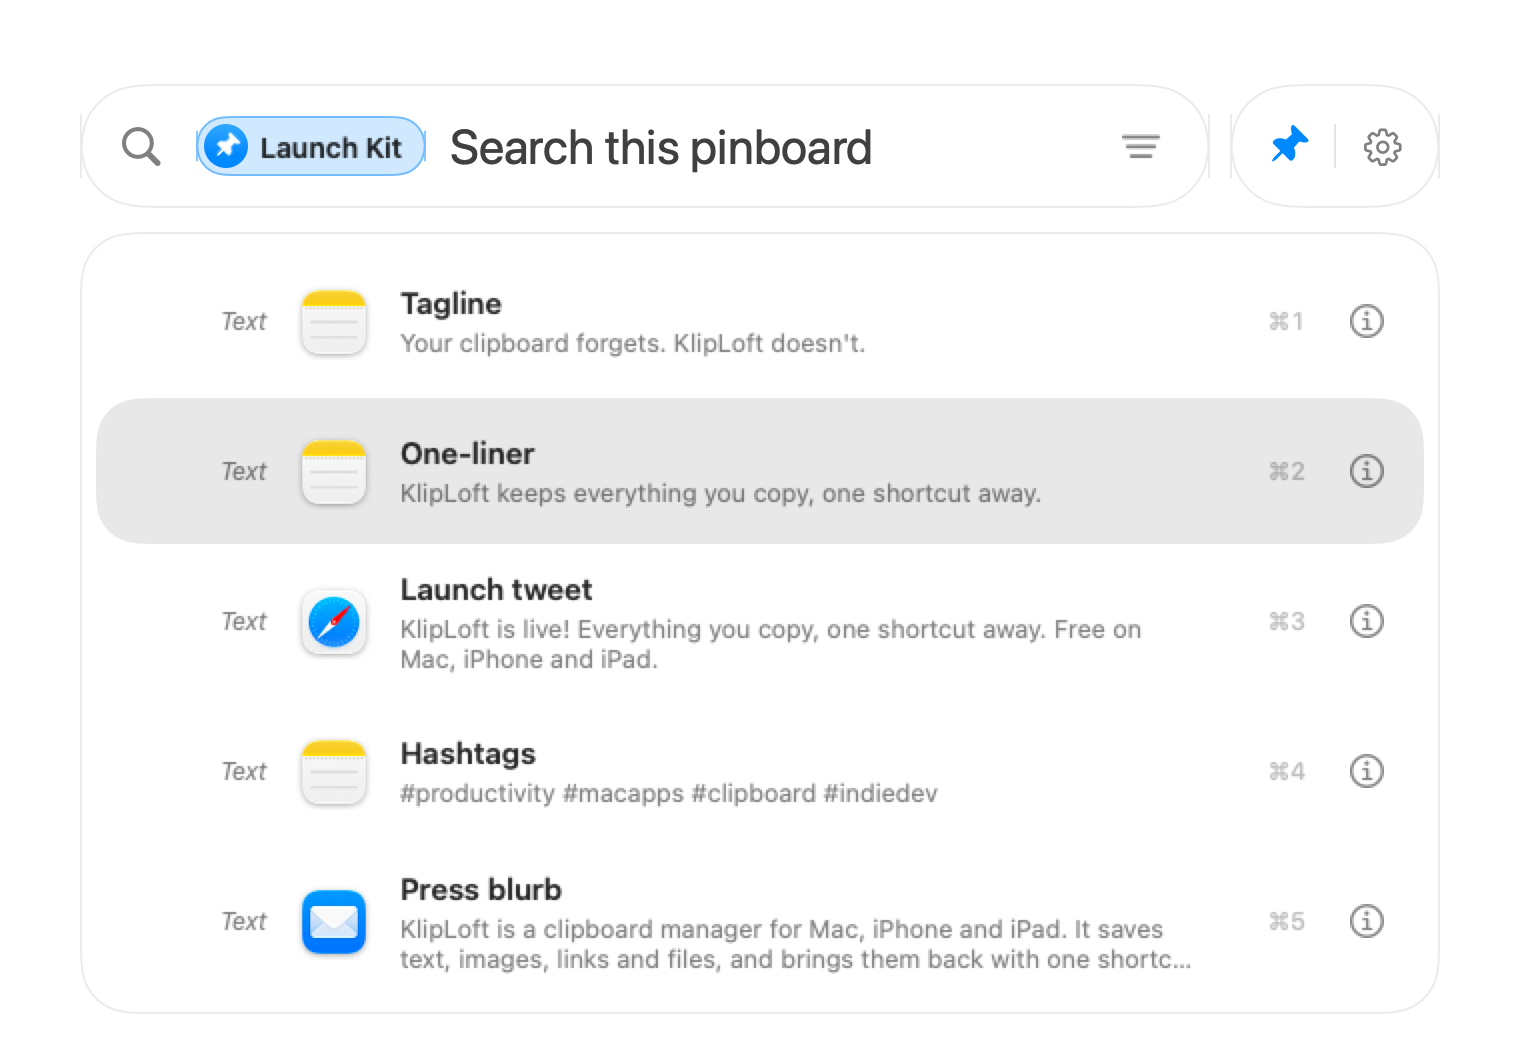 Launch Kit Search this pinboard
Text
Tagline
Your clipboard forgets. KlipLoft doesn't.
⌘1
Text
One-liner
KlipLoft keeps everything you copy, one shortcut away.
⌘2
Text
Launch tweet
KlipLoft is live! Everything you copy, one shortcut away. Free on
Mac, iPhone and iPad.
⌘3
Text
Hashtags
#productivity #macapps #clipboard #indiedev
⌘4
Text
Press blurb
KlipLoft is a clipboard manager for Mac, iPhone and iPad. It saves
text, images, links and files, and brings them back with one shortc...
⌘5